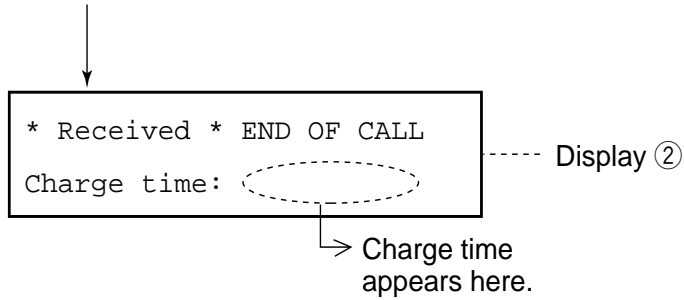 * Received * END OF CALL
Charge time:
Display ②
Charge time
appears here.